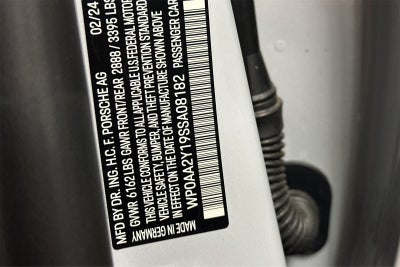 MFD BY DR. ING. H.C. F. PORSCHE AG 02/24
GVWR 6162 LBS GAWR FRONT/REAR 2888 / 3395 LBS
THIS VEHICLE CONFORMS TO ALL APPLICABLE U.S. FEDERAL MOTOR
VEHICLE SAFETY, BUMPER, AND THEFT PREVENTION STANDARDS
IN EFFECT ON THE DATE OF MANUFACTURE SHOWN ABOVE
WP0AA2Y19SSA08182 PASSENGER CAR
MADE IN GERMANY